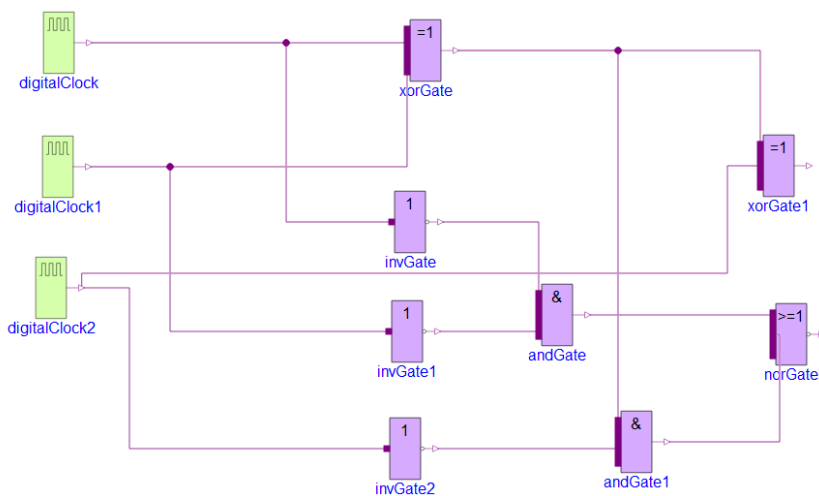 =1
digitalClock
xorGate
=1
digitalClock1
1
xorGate1
invGate
digitalClock2
&
1
>=1
invGate1
andGate
norGate
1
&
invGate2
andGate1